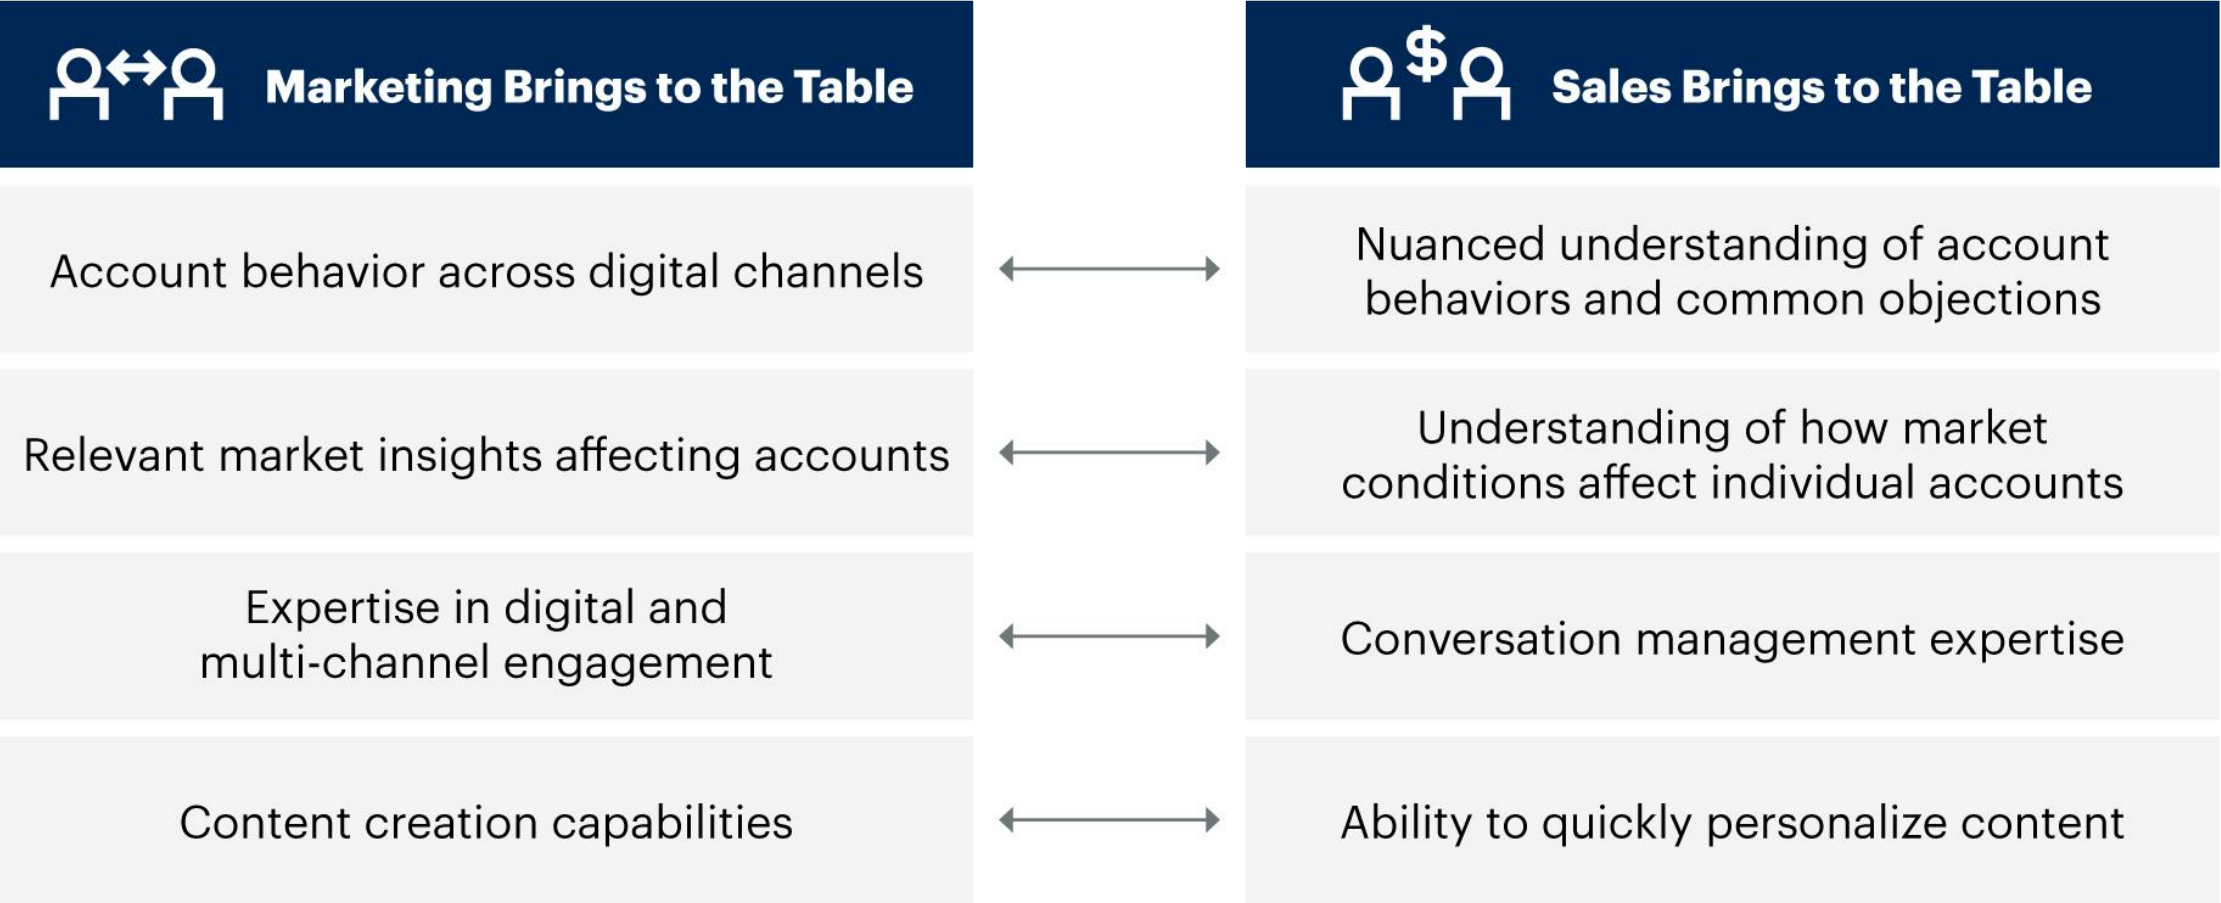 Marketing Brings to the Table
$
Sales Brings to the Table
Account behavior across digital channels
Nuanced understanding of account
behaviors and common objections
Relevant market insights affecting accounts
Understanding of how market
conditions affect individual accounts
Expertise in digital and
multi-channel engagement
Conversation management expertise
Content creation capabilities
Ability to quickly personalize content